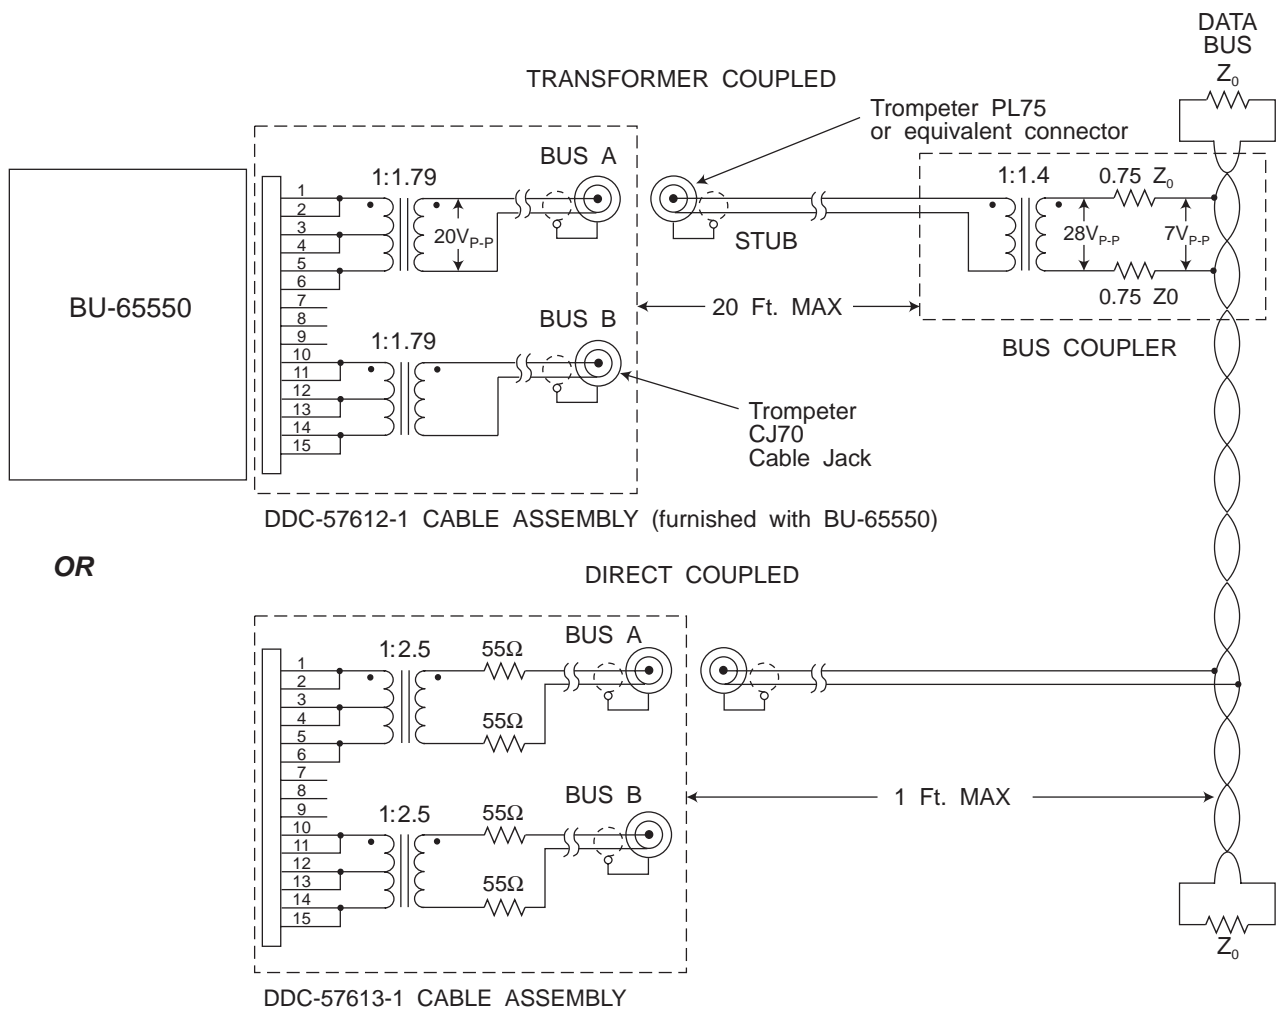 DATA
BUS
Z0
TRANSFORMER COUPLED
Trompeter PL75
or equivalent connector
BU-65550
1
2
3
4
5
6
7
8
9
10
11
12
13
14
15
1:1.79
20VP-P
BUS A
1:1.79
BUS B
STUB
1:1.4
0.75 Z0
28VP-P
7VP-P
0.75 Z0
20 Ft. MAX
BUS COUPLER
Trompeter
CJ70
Cable Jack
DDC-57612-1 CABLE ASSEMBLY (furnished with BU-65550)
OR
DIRECT COUPLED
1
2
3
4
5
6
7
8
9
10
11
12
13
14
15
1:2.5
55Ω
BUS A
55Ω
1:2.5
55Ω
BUS B
55Ω
1 Ft. MAX
Z0
DDC-57613-1 CABLE ASSEMBLY